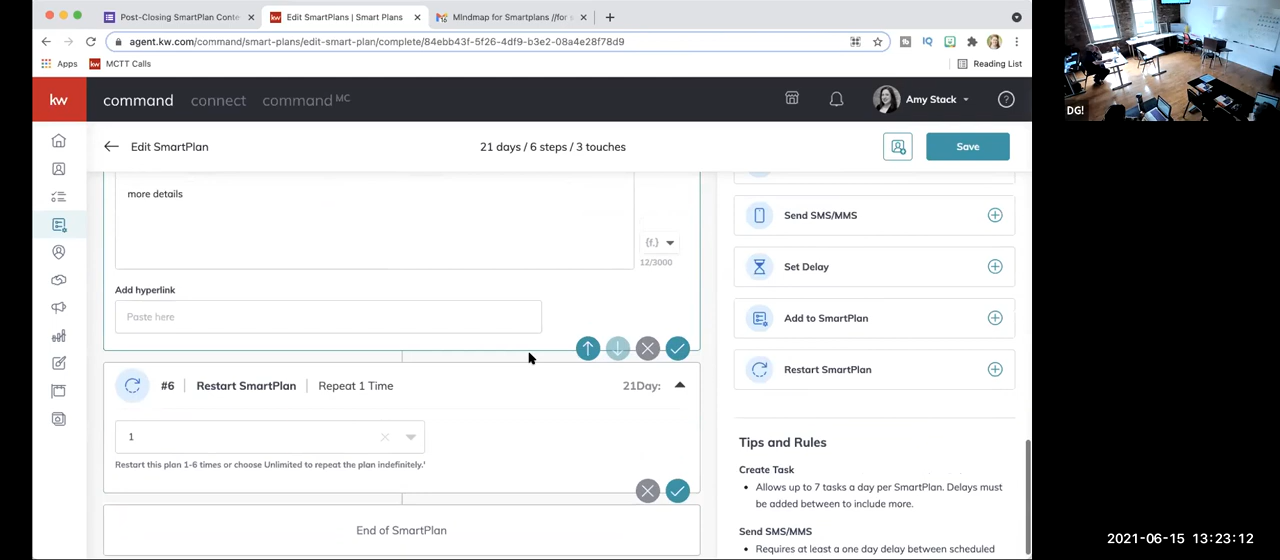 Post-Closing SmartPlan Conte
Edit SmartPlans | Smart Plans
MIndmap for Smartplans //for s
agent.kw.com/command/smart-plans/edit-smart-plan/complete/84ebb43f-5f26-4df9-b3e2-08a4e28f78d9
IQ
Apps
MCTT Calls
Reading List
kw
command
connect
command MC
Amy Stack
Edit SmartPlan
21 days / 6 steps / 3 touches
Save
more details
{f.}
12/3000
Add hyperlink
Paste here
#6 | Restart SmartPlan | Repeat 1 Time
21Day:
1
Restart this plan 1-6 times or choose Unlimited to repeat the plan indefinitely.'
End of SmartPlan
Send SMS/MMS
Set Delay
Add to SmartPlan
Restart SmartPlan
Tips and Rules
Create Task
• Allows up to 7 tasks a day per SmartPlan. Delays must
be added between to include more.
Send SMS/MMS
• Requires at least a one day delay between scheduled
DG!
2021-06-15 13:23:12